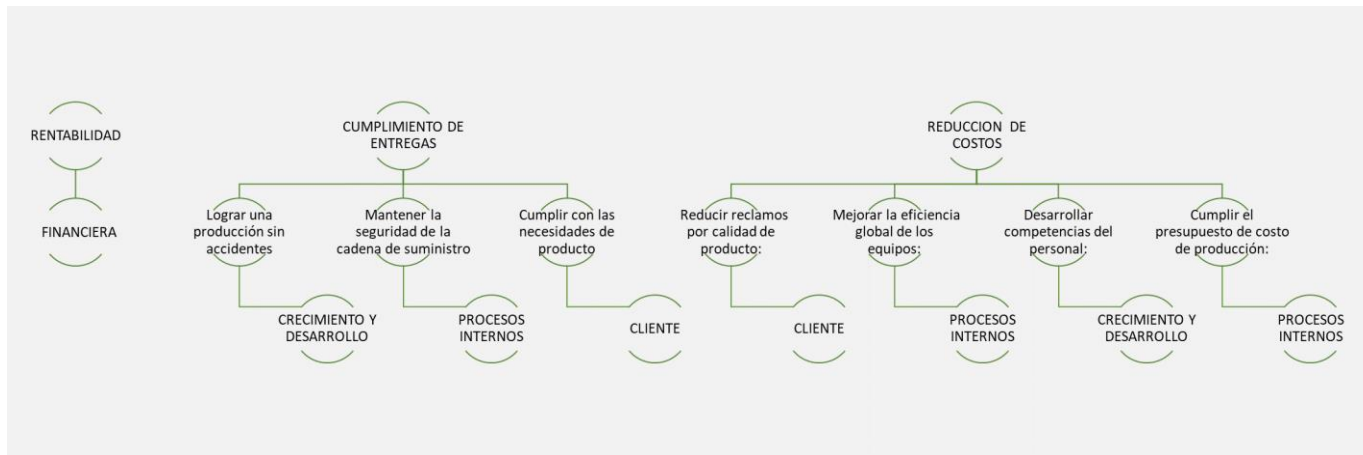 RENTABILIDAD
FINANCIERA
CUMPLIMIENTO DE
ENTREGAS
Lograr una
producción sin
accidentes
CRECIMIENTO Y
DESARROLLO
Mantener la
seguridad de la
cadena de suministro
PROCESOS
INTERNOS
Cumplir con las
necesidades de
producto
CLIENTE
REDUCCION DE
COSTOS
Reducir reclamos
por calidad de
producto:
CLIENTE
Mejorar la eficiencia
global de los
equipos:
PROCESOS
INTERNOS
Desarrollar
competencias del
personal:
CRECIMIENTO Y
DESARROLLO
Cumplir el
presupuesto de costo
de producción:
PROCESOS
INTERNOS